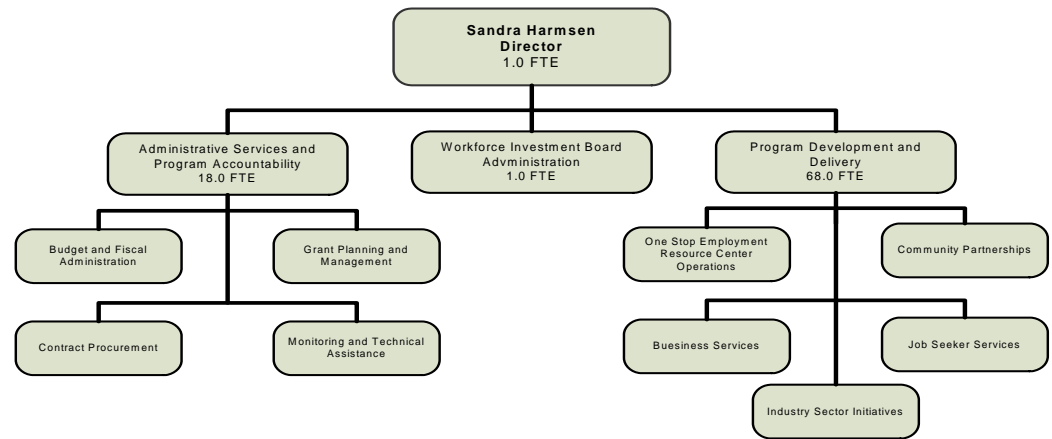 Sandra Harmsen
Director
1.0 FTE
Administrative Services and
Program Accountability
18.0 FTE
Workforce Investment Board
Advministration
1.0 FTE
Program Development and
Delivery
68.0 FTE
Budget and Fiscal
Administration
Grant Planning and
Management
One Stop Employment
Resource Center
Operations
Community Partnerships
Contract Procurement
Monitoring and Technical
Assistance
Buesiness Services
Job Seeker Services
Industry Sector Initiatives